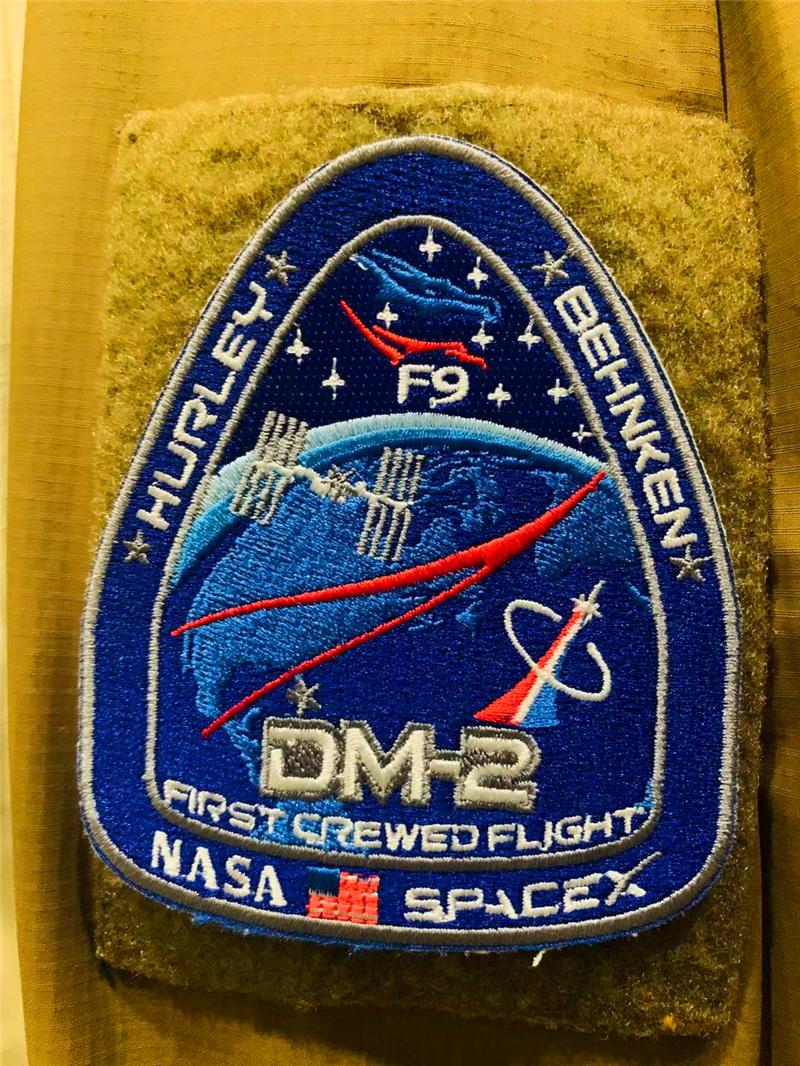 HURLEY
BEHNKEN
F9
DM-2
FIRST CREWED FLIGHT
NASA SPACEX